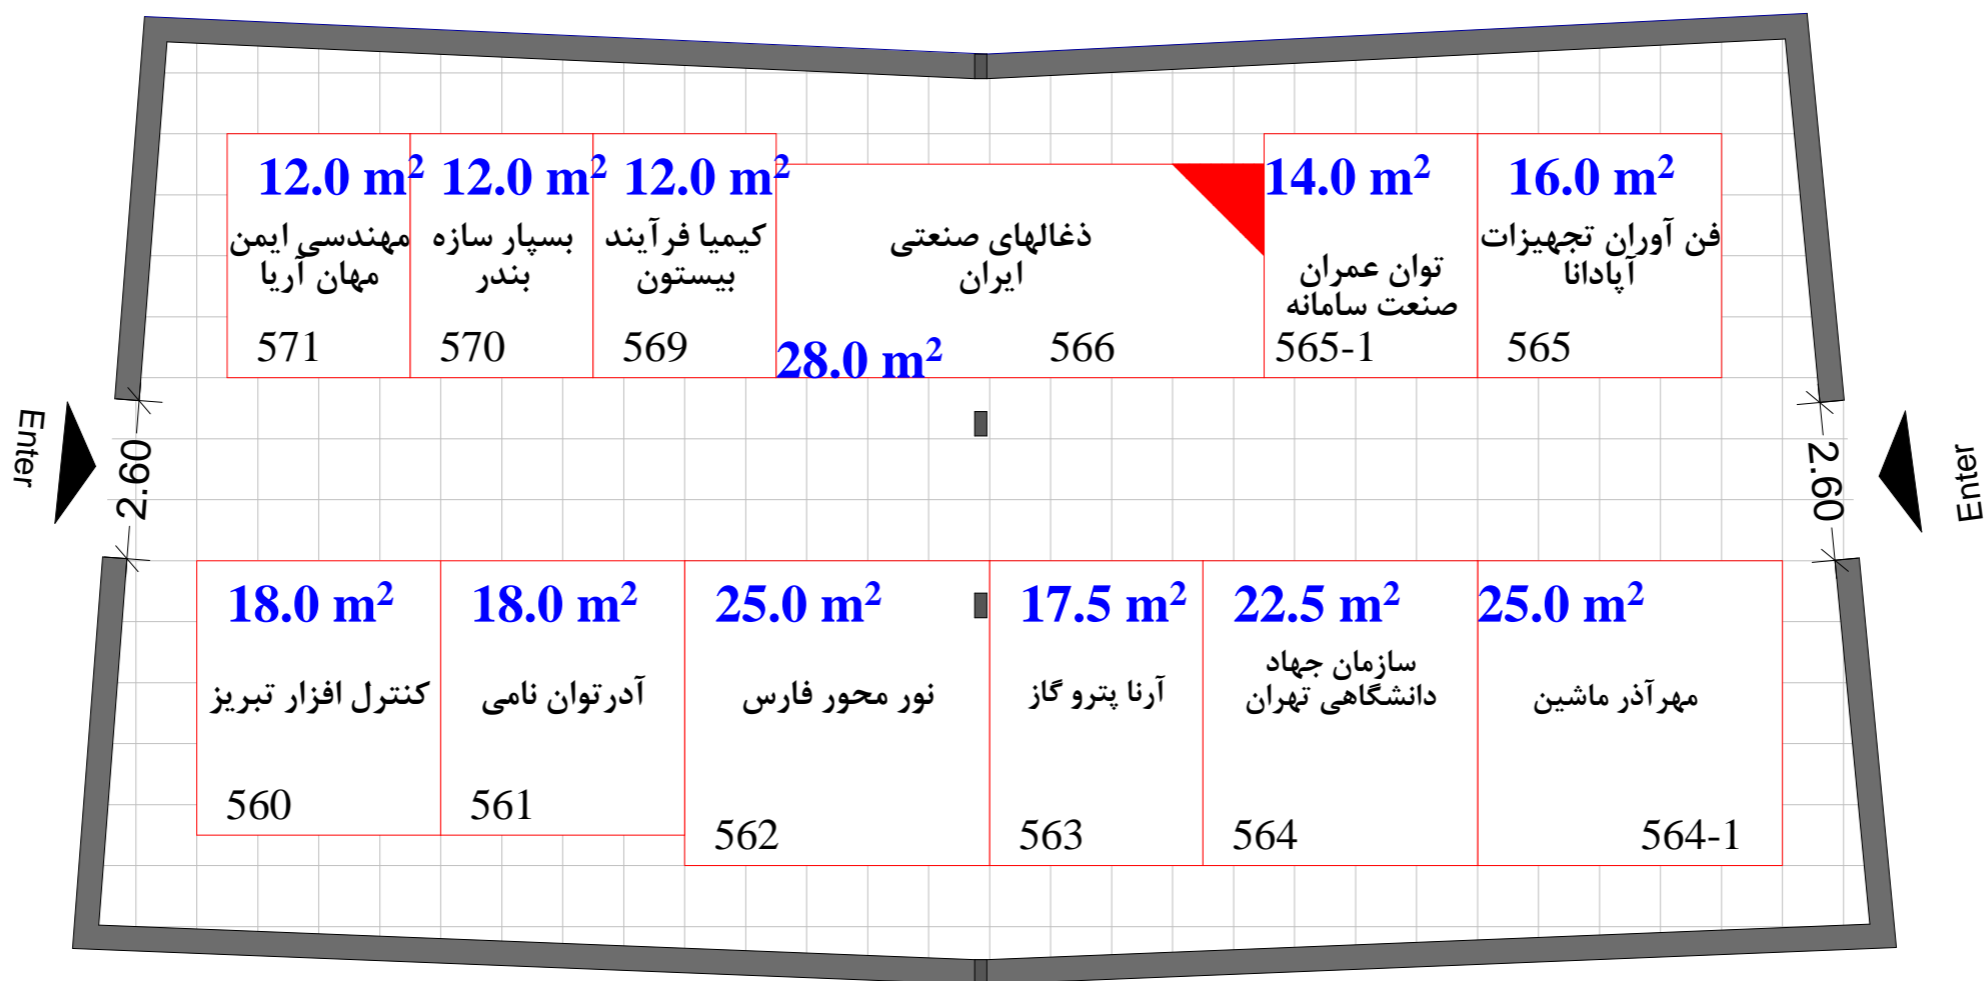 12.0 m²
مهندسی ایمن
مهان آریا
571
12.0 m²
بسپار سازه
بندر
570
12.0 m²
کیمیا فرآیند
بیستون
569
ذغالهای صنعتی
ایران
28.0 m²
566
14.0 m²
توان عمران
صنعت سامانه
565-1
16.0 m²
فن آوران تجهیزات
آپادانا
565
Enter
2.60
2.60
Enter
18.0 m²
کنترل افزار تبریز
560
18.0 m²
آدرتوان نامی
561
25.0 m²
نور محور فارس
562
17.5 m²
آرنا پترو گاز
563
22.5 m²
سازمان جهاد
دانشگاهی تهران
564
25.0 m²
مهرآذر ماشین
564-1